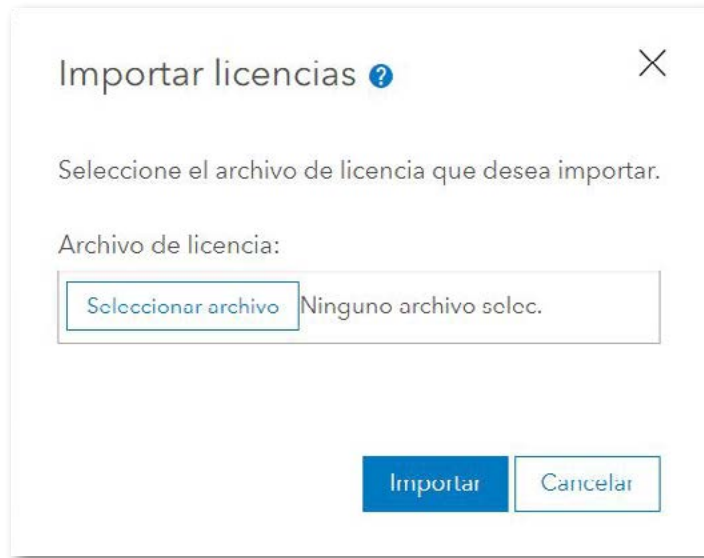 Importar licencias ?
Seleccione el archivo de licencia que desea importar.
Archivo de licencia:
Seleccionar archivo Ninguno archivo selec.
Importar Cancelar